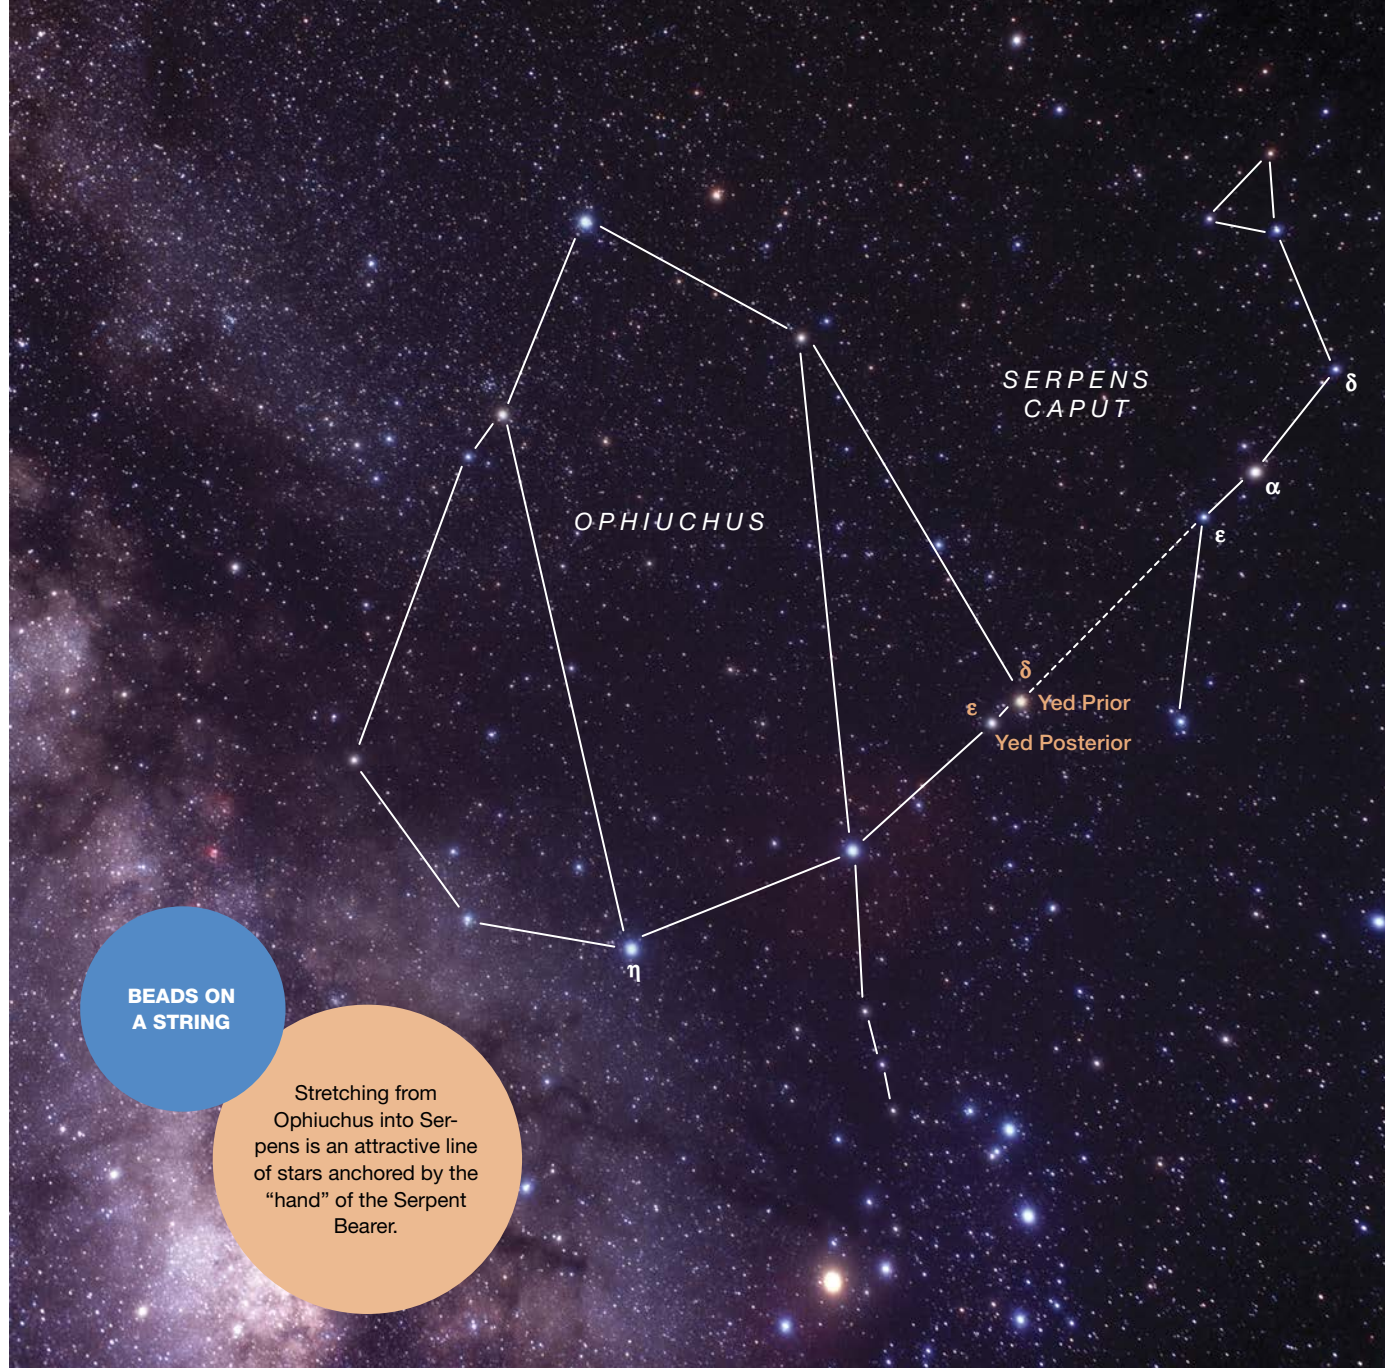 SERPENS
CAPUT
δ
α
OPHIUCHUS
ε
δ
ε
Yed Prior
Yed Posterior
η
BEADS ON
A STRING
Stretching from
Ophiuchus into Ser-
pens is an attractive line
of stars anchored by the
“hand” of the Serpent
Bearer.